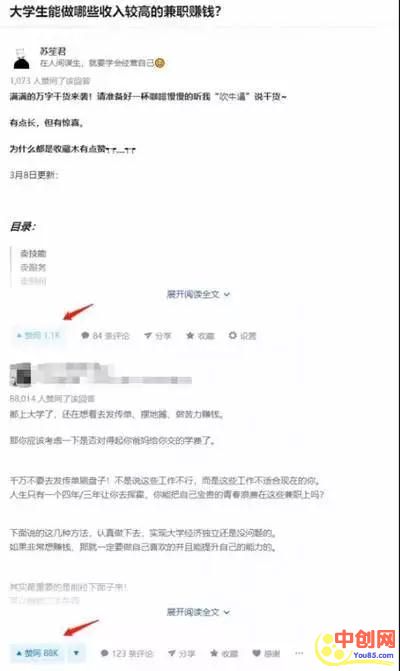 大学生能做哪些收入较高的兼职赚钱？
苏笙君
在人间谋生，就要学会经营自己
1,073 人赞同了该回答
满满的万字干货来袭！请准备好一杯咖啡慢慢的听我“吹牛逼”说干货~
有点长，但有惊喜。
为什么都是收藏木有点赞┭┮﹏┭┮
3月8日更新：
目录：
卖技能
卖服务
展开阅读全文
赞同 1.1K
84 条评论
分享
收藏
设置
88,014 人赞同了该回答
都上大学了，还在想着去发传单、摆地摊、做苦力赚钱。
那你应该考虑一下是否对得起你爸妈给你交的学费了。
千万不要去发传单刷盘子！不是说这些工作不行，而是这些工作不适合现在的你。
人生只有一个四年/三年让你去探索，你能把自己宝贵的青春浪费在这些兼职上吗？
下面说的这几种方法，认真做下去，实现大学经济独立还是没问题的。
如果非常想赚钱，那就一定要做自己喜欢的并且能提升自己的能力的。
其实最重要的是能拉下面子来！
展开阅读全文
赞同 88K
123 条评论
分享
收藏
感谢
中创网
You85.com